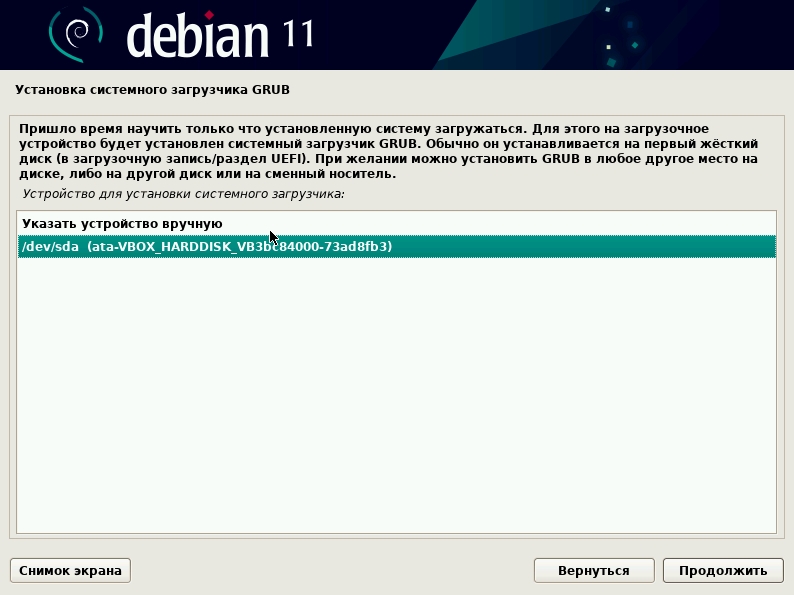 debian 11
Установка системного загрузчика GRUB
Пришло время научить только что установленную систему загружаться. Для этого на загрузочное
устройство будет установлен системный загрузчик GRUB. Обычно он устанавливается на первый жёсткий
диск (в загрузочную запись/раздел UEFI). При желании можно установить GRUB в любое другое место на
диске, либо на другой диск или на сменный носитель.
Устройство для установки системного загрузчика:
Указать устройство вручную
/dev/sda (ata-VBOX_HARDDISK_VB3bc84000-73ad8fb3)
Снимок экрана
Вернуться
Продолжить